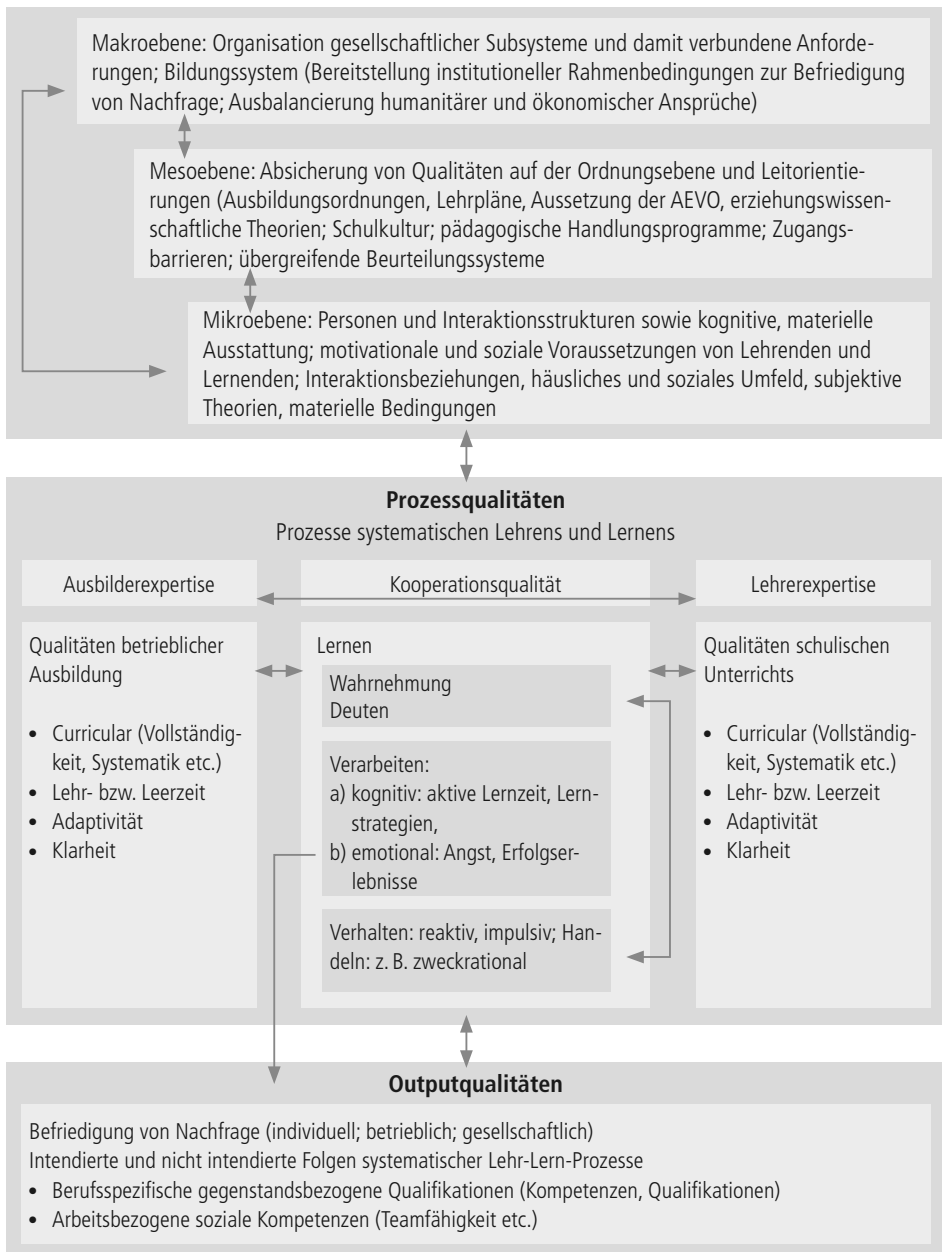 Makroebene: Organisation gesellschaftlicher Subsysteme und damit verbundene Anforde-
rungen; Bildungssystem (Bereitstellung institutioneller Rahmenbedingungen zur Befriedigung
von Nachfrage; Ausbalancierung humanitärer und ökonomischer Ansprüche)
Mesoebene: Absicherung von Qualitäten auf der Ordnungsebene und Leitorientie-
rungen (Ausbildungsordnungen, Lehrpläne, Aussetzung der AEVO, erziehungswissen-
schaftliche Theorien; Schulkultur; pädagogische Handlungsprogramme; Zugangs-
barrieren; übergreifende Beurteilungssysteme
Mikroebene: Personen und Interaktionsstrukturen sowie kognitive, materielle
Ausstattung; motivationale und soziale Voraussetzungen von Lehrenden und
Lernenden; Interaktionsbeziehungen, häusliches und soziales Umfeld, subjektive
Theorien, materielle Bedingungen
Prozessqualitäten
Prozesse systematischen Lehrens und Lernens
Ausbilderexpertise
Kooperationsqualität
Lehrerexpertise
Qualitäten betrieblicher
Ausbildung
• Curricular (Vollständig-
keit, Systematik etc.)
• Lehr- bzw. Leerzeit
• Adaptivität
• Klarheit
Lernen
Wahrnehmung
Deuten
Verarbeiten:
a) kognitiv: aktive Lernzeit, Lern-
strategien,
b) emotional: Angst, Erfolgser-
lebnisse
Verhalten: reaktiv, impulsiv; Han-
deln: z. B. zweckrational
Qualitäten schulischen
Unterrichts
• Curricular (Vollständig-
keit, Systematik etc.)
• Lehr- bzw. Leerzeit
• Adaptivität
• Klarheit
Outputqualitäten
Befriedigung von Nachfrage (individuell; betrieblich; gesellschaftlich)
Intendierte und nicht intendierte Folgen systematischer Lehr-Lern-Prozesse
• Berufsspezifische gegenstandsbezogene Qualifikationen (Kompetenzen, Qualifikationen)
• Arbeitsbezogene soziale Kompetenzen (Teamfähigkeit etc.)